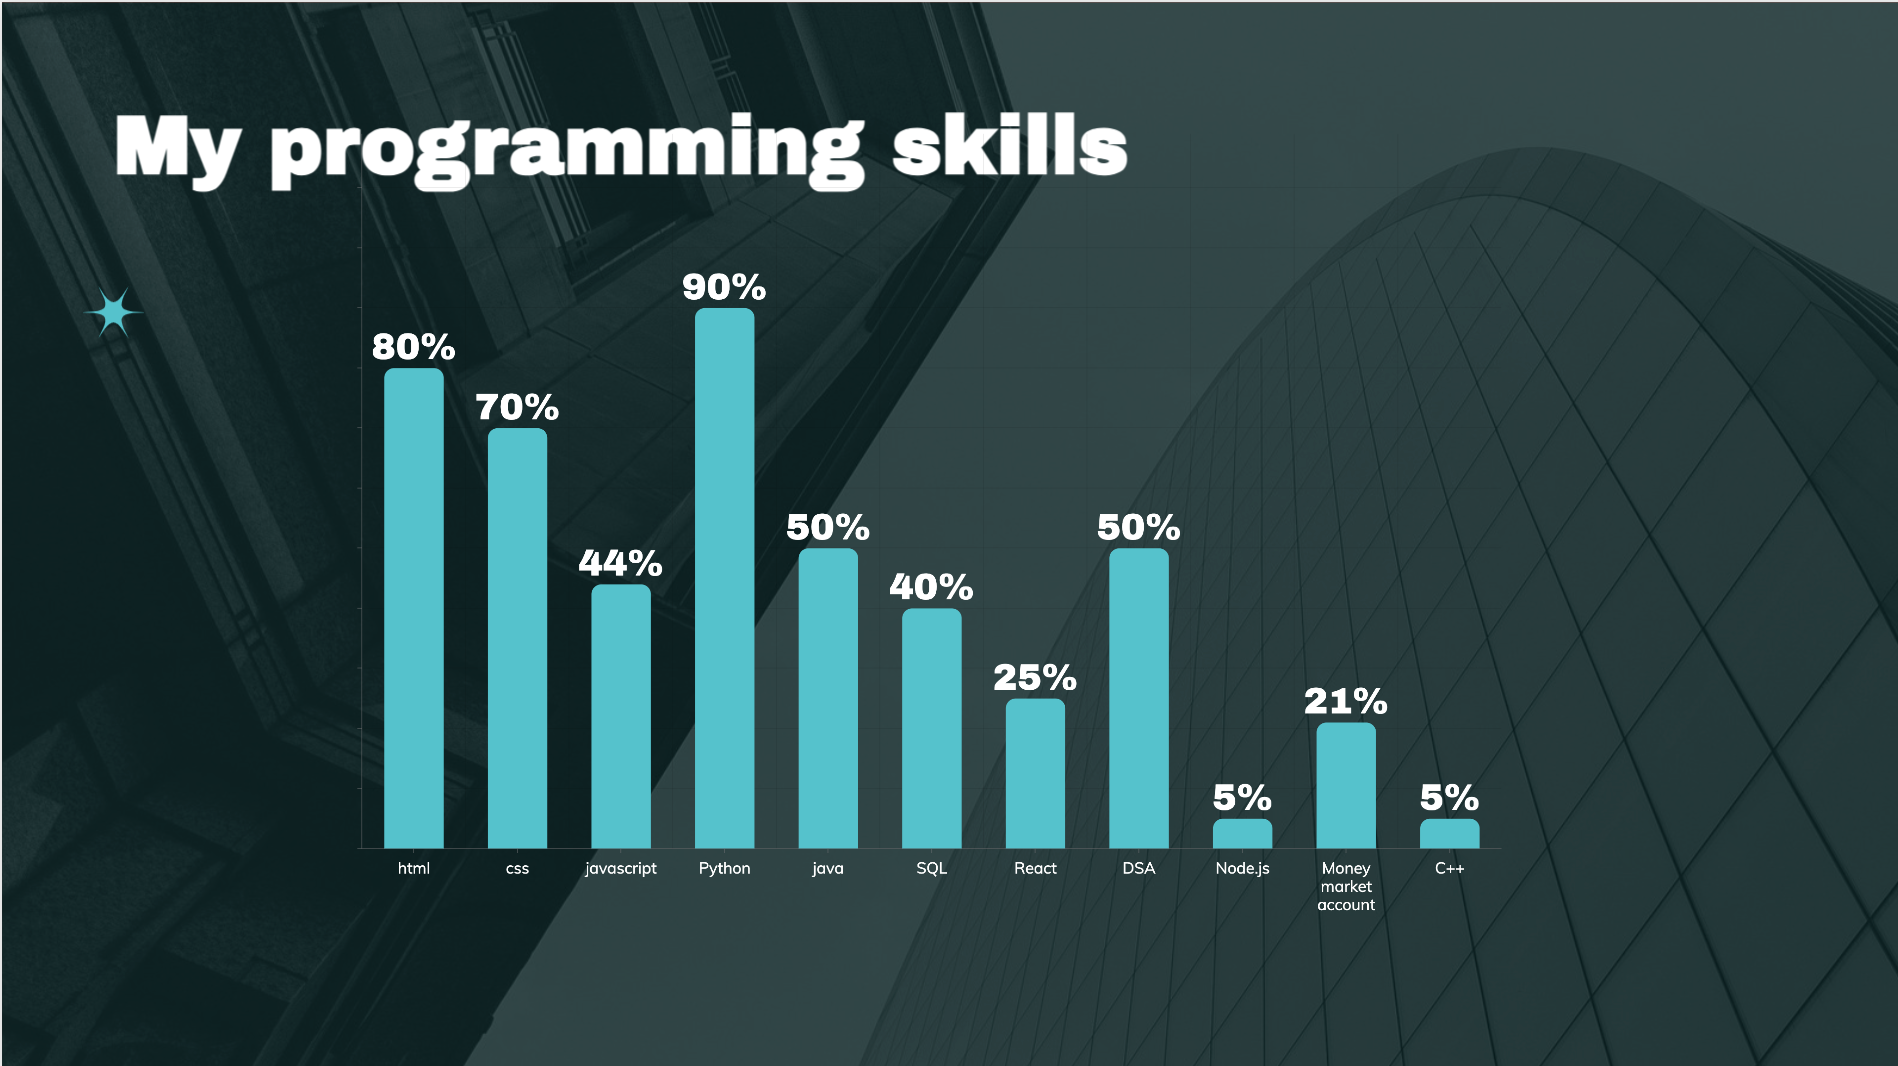 My programming skills
80%
70%
44%
90%
50%
40%
25%
50%
5%
21%
5%
html
css
javascript
Python
java
SQL
React
DSA
Node.js
Money
market
account
C++